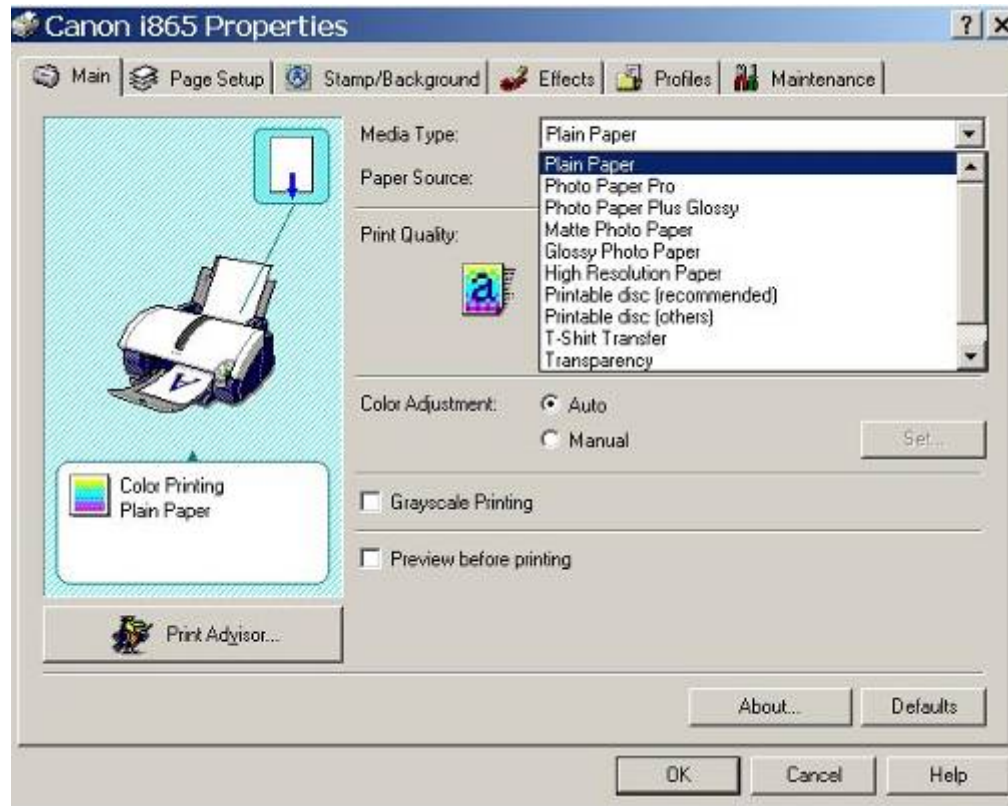 Canon i865 Properties
Main Page Setup Stamp/Background Effects Profiles Maintenance
Media Type: Plain Paper
Plain Paper
Photo Paper Pro
Photo Paper Plus Glossy
Matte Photo Paper
Glossy Photo Paper
High Resolution Paper
Printable disc (recommended)
Printable disc (others)
T-Shirt Transfer
Transparency
Paper Source:
Print Quality:
a
Color Adjustment: Auto
Manual
Set...
Grayscale Printing
Preview before printing
A
Color Printing
Plain Paper
Print Advisor...
About... Defaults
OK Cancel Help